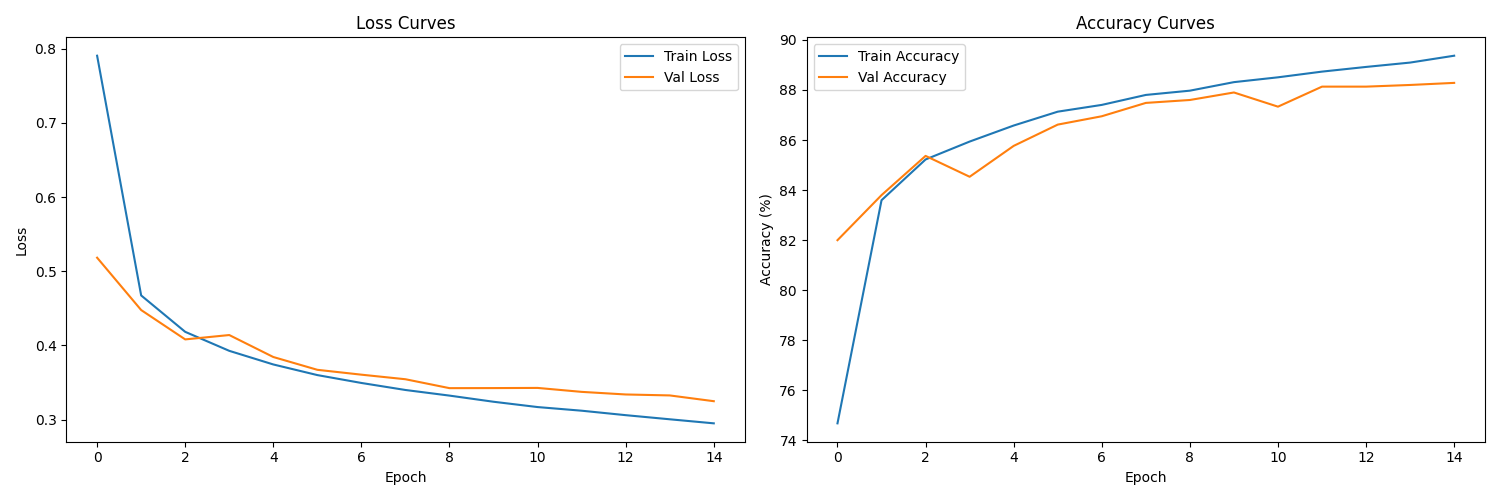 Loss Curves
Train Loss
Val Loss
0.8
0.7
0.6
0.5
0.4
0.3
Loss
0 2 4 6 8 10 12 14
Epoch
Accuracy Curves
Train Accuracy
Val Accuracy
90
88
86
84
82
80
78
76
74
Accuracy (%)
0 2 4 6 8 10 12 14
Epoch